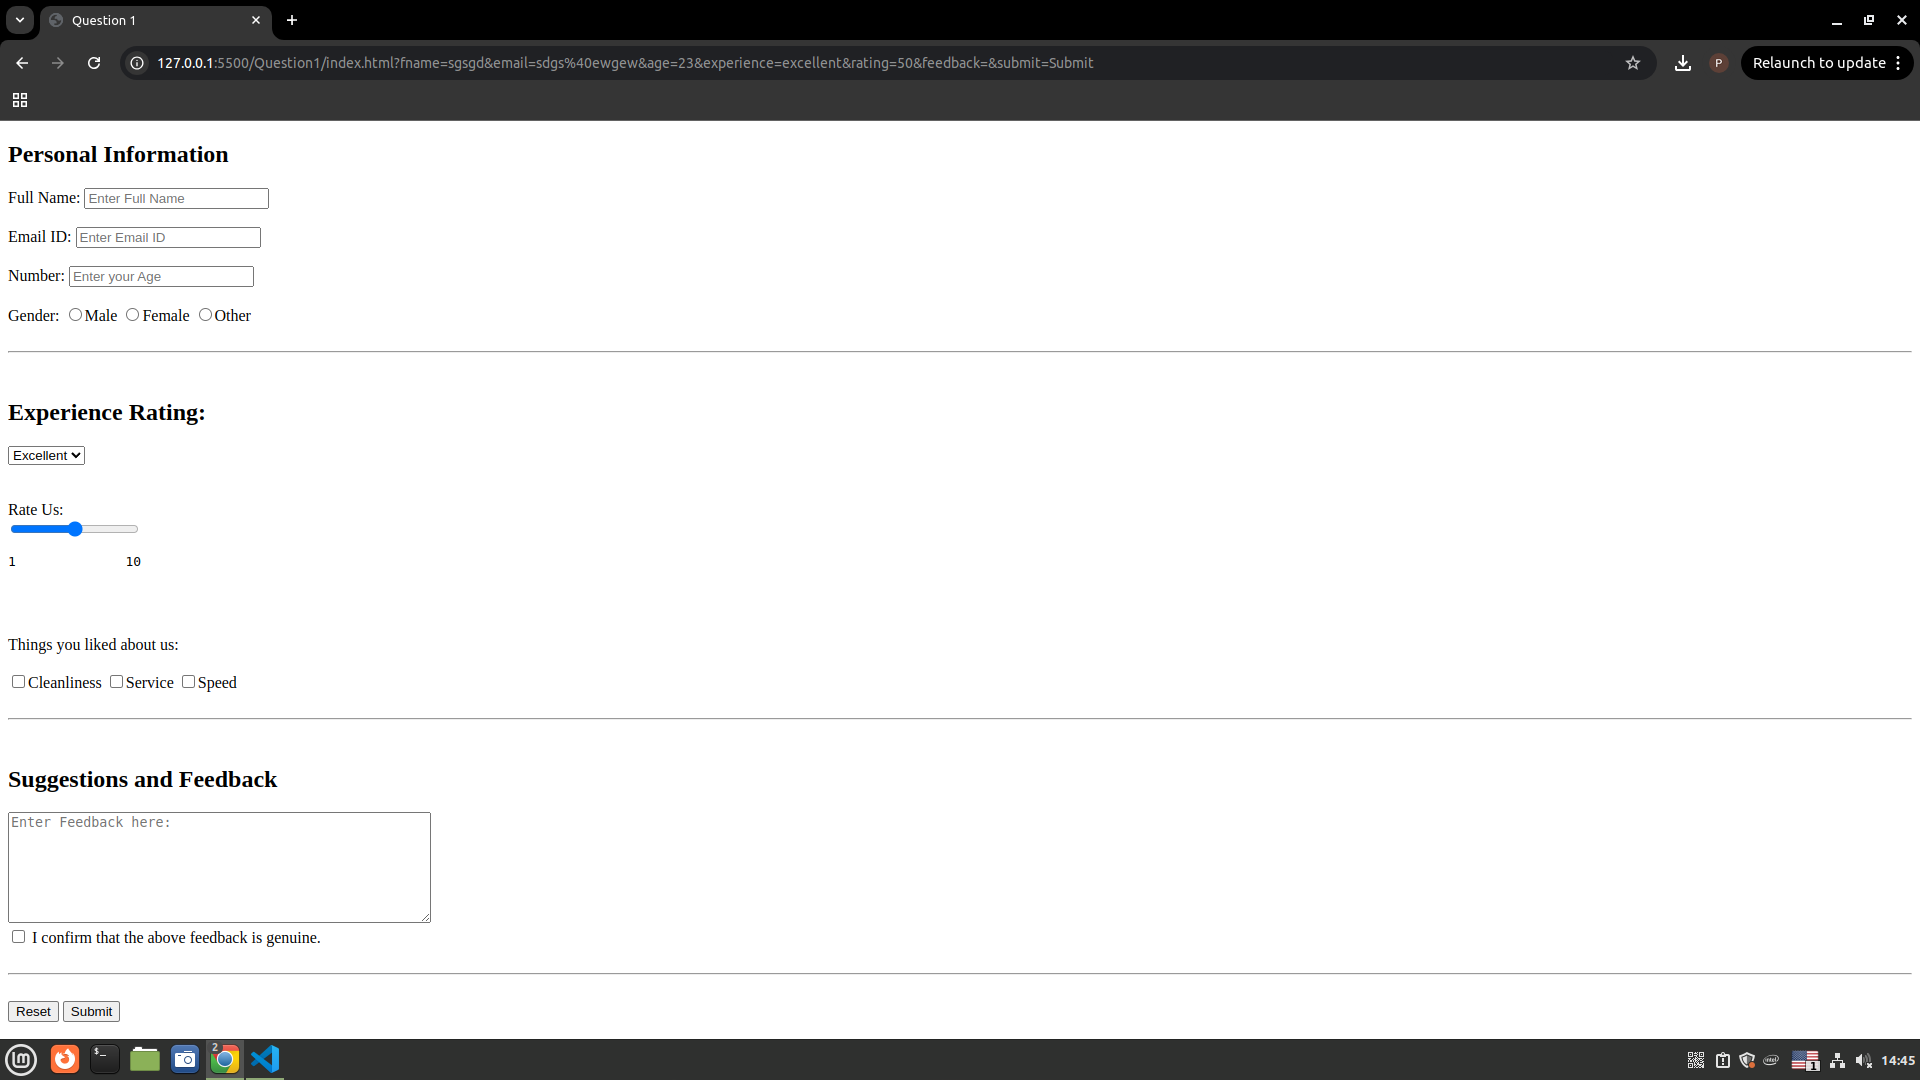 Question 1
127.0.0.1:5500/Question1/index.html?fname=sgsgd&email=sdgs%40ewgew&age=23&experience=excellent&rating=50&feedback=&submit=Submit
P
Relaunch to update
Personal Information
Full Name: Enter Full Name
Email ID: Enter Email ID
Number: Enter your Age
Gender: Male Female Other
Experience Rating:
Excellent
Rate Us:
1 10
Things you liked about us:
Cleanliness Service Speed
Suggestions and Feedback
Enter Feedback here:
I confirm that the above feedback is genuine.
Reset Submit
$_ 2 intel 1 14:45